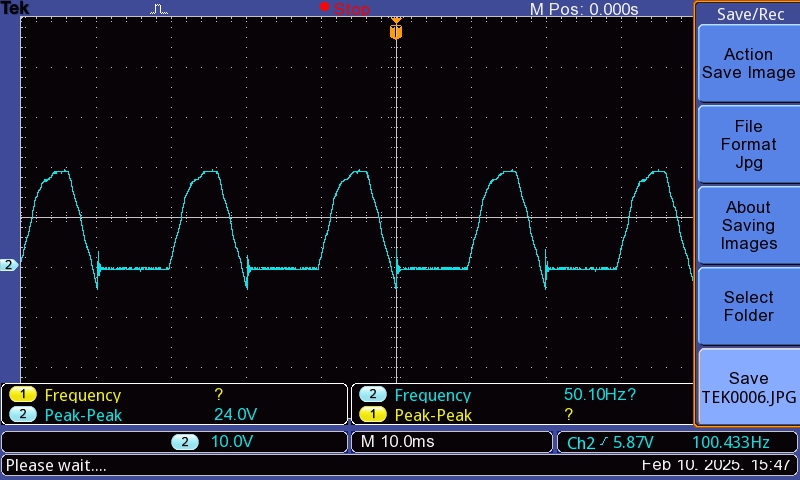 Tek
Stop
M Pos: 0.000s
T
2
Save/Rec
Action
Save Image
File
Format
Jpg
About
Saving
Images
Select
Folder
Save
TEK0006.JPG
1 Frequency ?
2 Peak-Peak 24.0V
2 Frequency 50.10Hz?
1 Peak-Peak ?
2 10.0V
M 10.0ms
Ch2 5.87V 100.433Hz
Please wait....
Feb 10, 2025, 15:47